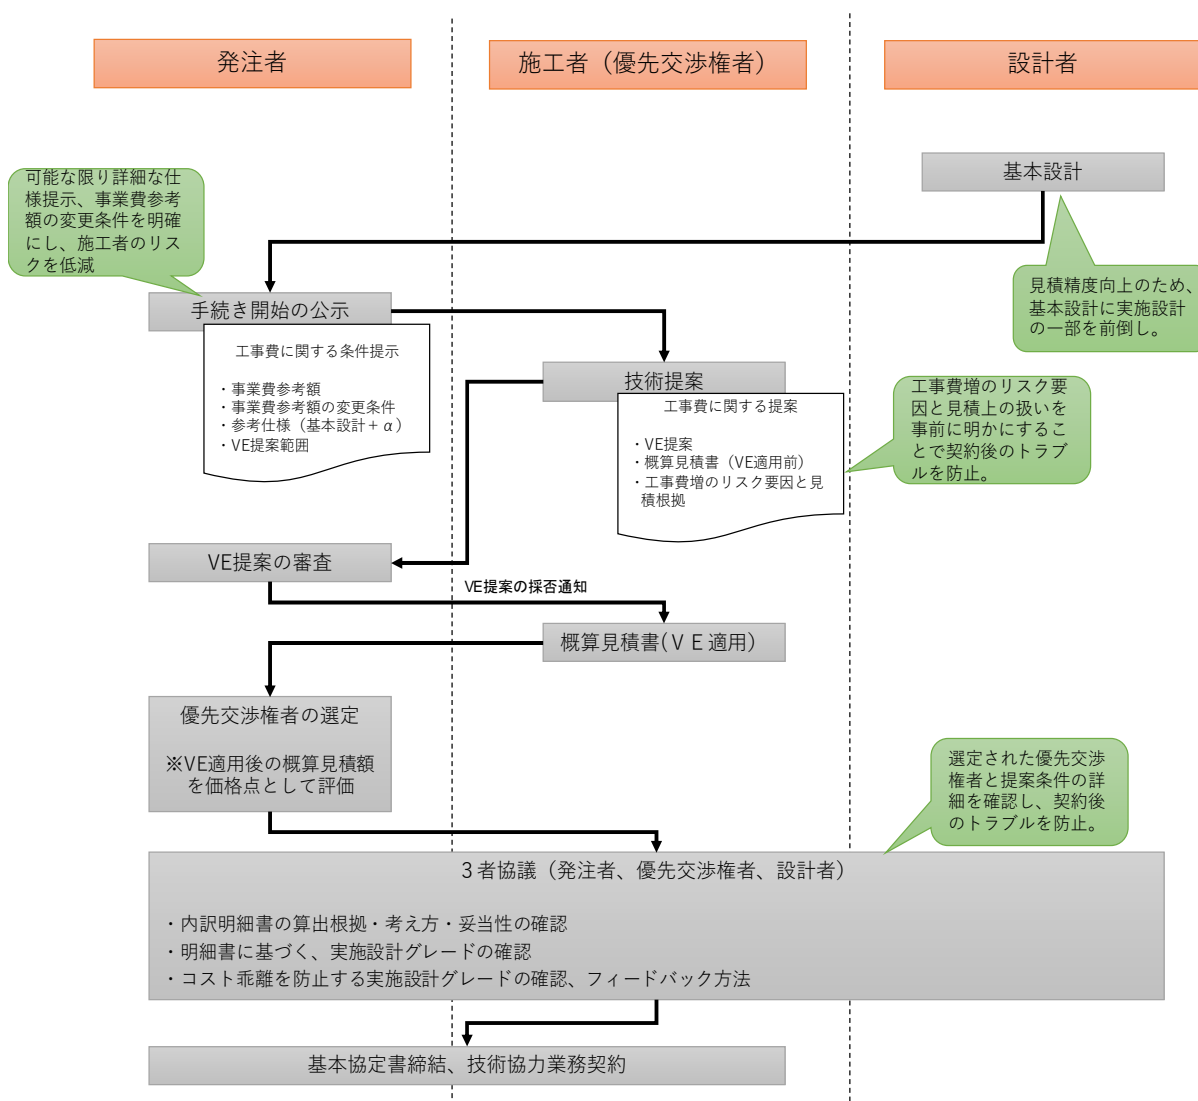 発注者
施工者（優先交渉権者）
設計者
基本設計
可能な限り詳細な仕
様提示、事業費参考
額の変更条件を明確
にし、施工者のリス
クを低減
見積精度向上のため、
基本設計に実施設計
の一部を前倒し。
手続き開始の公示
工事費に関する条件提示
・事業費参考額
・事業費参考額の変更条件
・参考仕様（基本設計＋α）
・VE提案範囲
技術提案
工事費に関する提案
・VE提案
・概算見積書（VE適用前）
・工事費増のリスク要因と見
積根拠
工事費増のリスク要
因と見積上の扱いを
事前に明かにするこ
とで契約後のトラブ
ルを防止。
VE提案の審査
VE提案の採否通知
概算見積書(ＶＥ適用)
優先交渉権者の選定
※VE適用後の概算見積額
を価格点として評価
選定された優先交渉
権者と提案条件の詳
細を確認し、契約後
のトラブルを防止。
３者協議（発注者、優先交渉権者、設計者）
・内訳明細書の算出根拠・考え方・妥当性の確認
・明細書に基づく、実施設計グレードの確認
・コスト乖離を防止する実施設計グレードの確認、フィードバック方法
基本協定書締結、技術協力業務契約